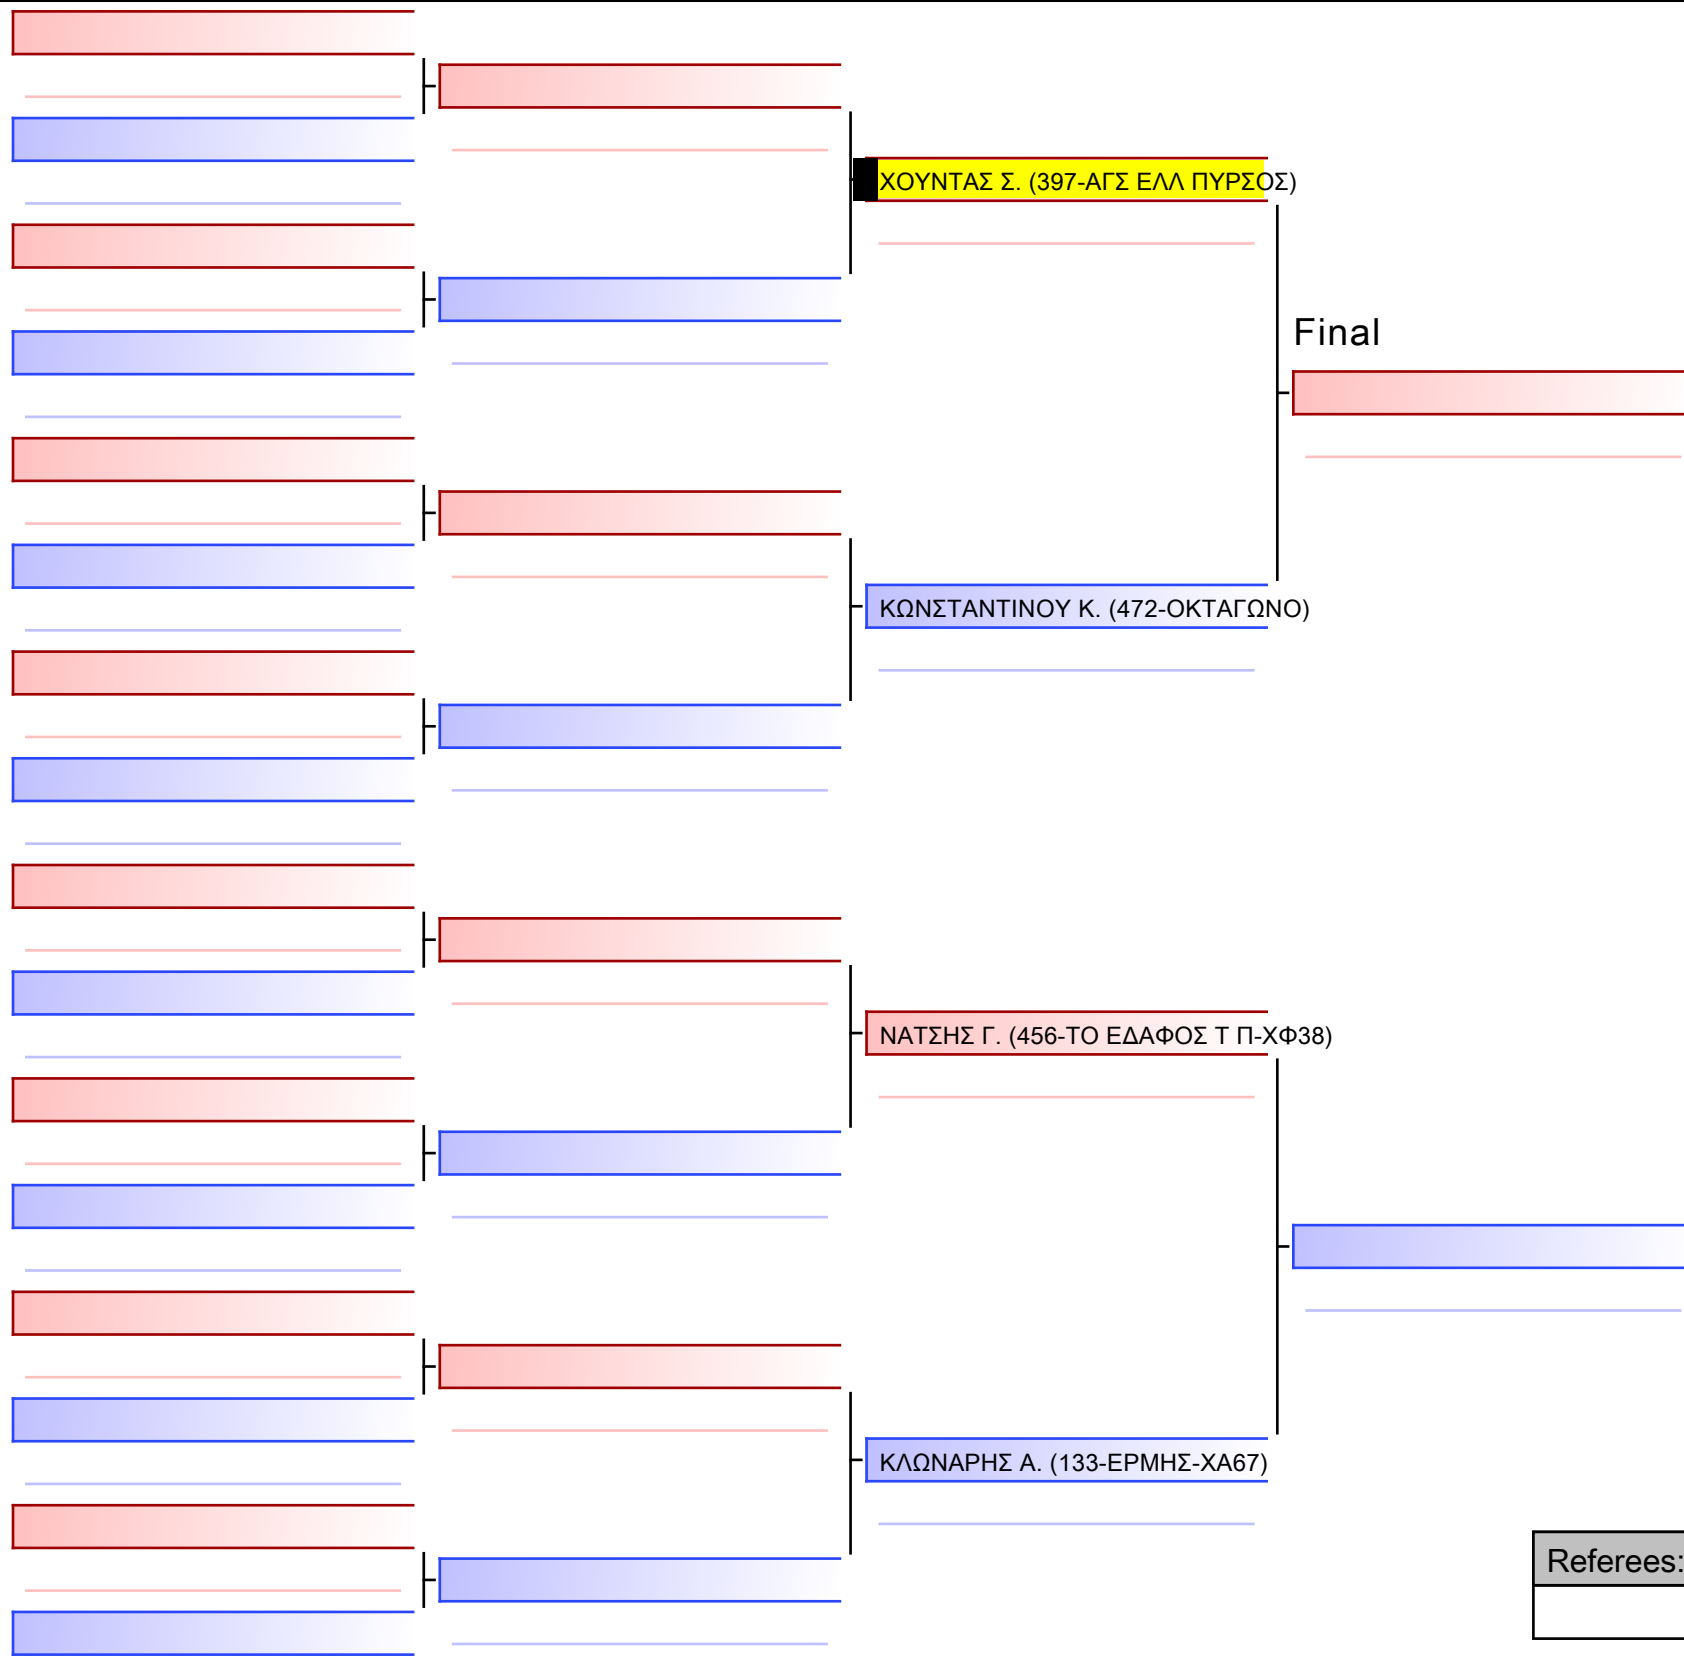 ΧΟΥΝΤΑΣ Σ. (397-ΑΓΣ ΕΛΛ ΠΥΡΣΟΣ)
Final
ΚΩΝΣΤΑΝΤΙΝΟΥ Κ. (472-ΟΚΤΑΓΩΝΟ)
ΝΑΤΣΗΣ Γ. (456-ΤΟ ΕΔΑΦΟΣ Τ Π-ΧΦ38)
ΚΛΩΝΑΡΗΣ Α. (133-ΕΡΜΗΣ-ΧΑ67)
Referees: